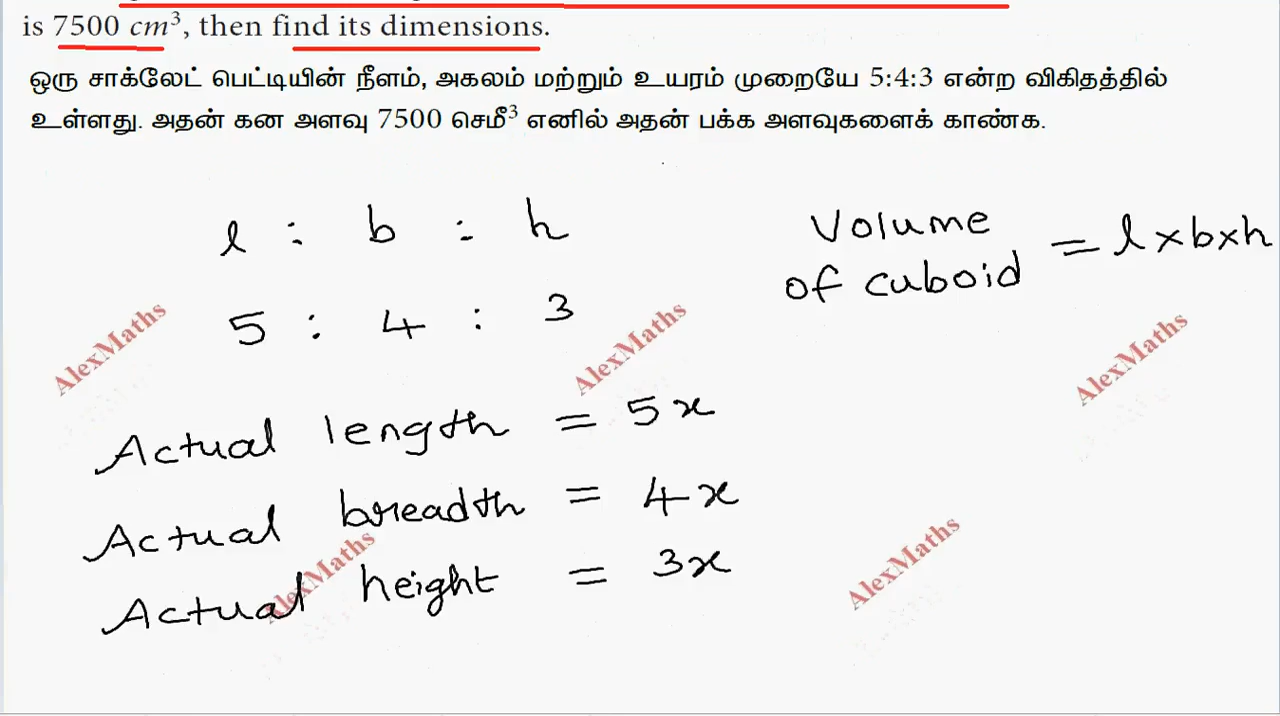 is 7500 cm³, then find its dimensions.
ஒரு சாக்லேட் பெட்டியின் நீளம், அகலம் மற்றும் உயரம் முறையே 5:4:3 என்ற விகிதத்தில்
உள்ளது. அதன் கன அளவு 7500 செமீ³ எனில் அதன் பக்க அளவுகளைக் காண்க.
l : b : h
Volume
of cuboid = l × b × h
5 : 4 : 3
AlexMaths
AlexMaths
AlexMaths
Actual length = 5x
Actual breadth = 4x
Actual height = 3x
AlexMaths
AlexMaths